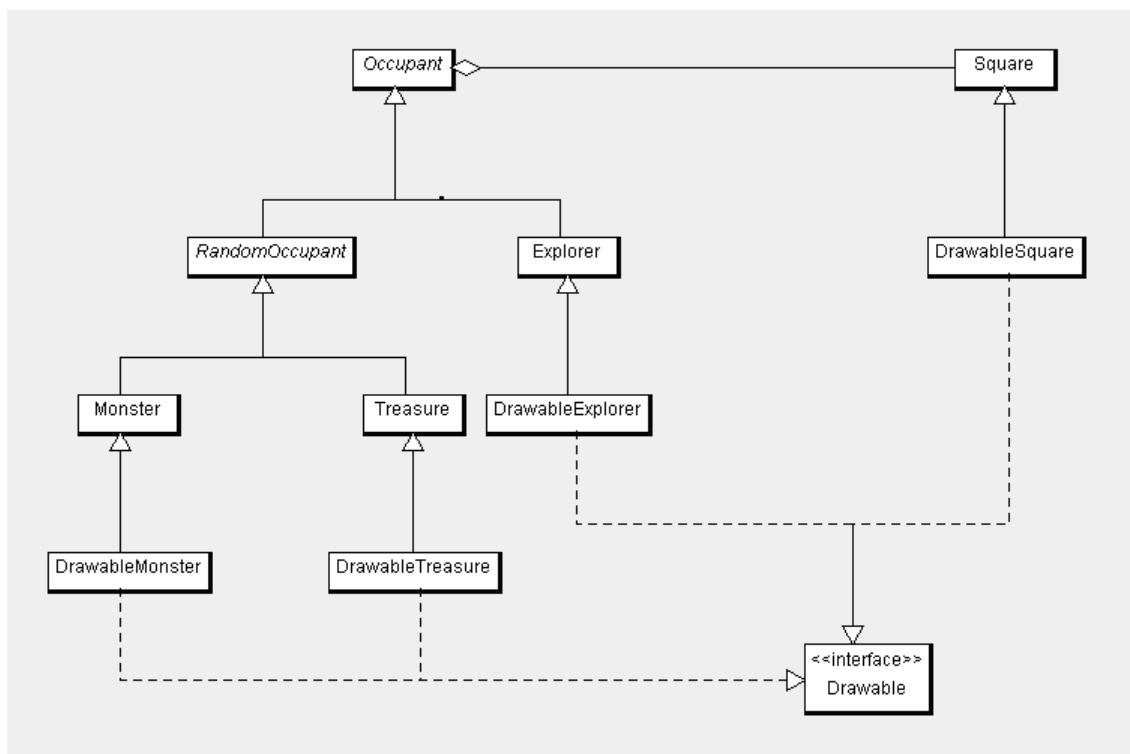 Occupant
Square
RandomOccupant
Explorer
DrawableSquare
Monster
Treasure
DrawableExplorer
DrawableMonster
DrawableTreasure
<<interface>>
Drawable